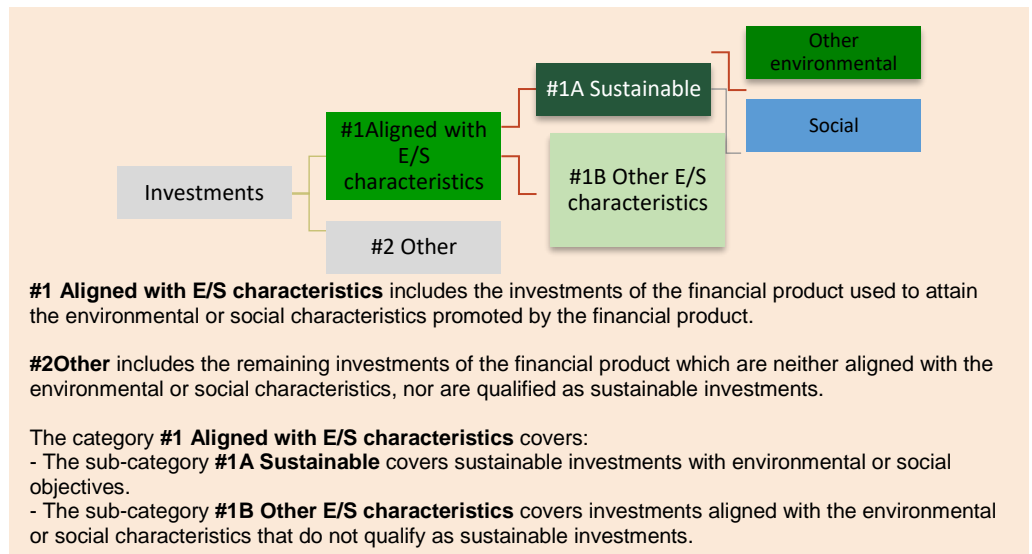 Other
environmental
#1A Sustainable
Social
#1Aligned with
E/S
characteristics
#1B Other E/S
characteristics
Investments
#2 Other
#1 Aligned with E/S characteristics includes the investments of the financial product used to attain
the environmental or social characteristics promoted by the financial product.
#2Other includes the remaining investments of the financial product which are neither aligned with the
environmental or social characteristics, nor are qualified as sustainable investments.
The category #1 Aligned with E/S characteristics covers:
- The sub-category #1A Sustainable covers sustainable investments with environmental or social
objectives.
- The sub-category #1B Other E/S characteristics covers investments aligned with the environmental
or social characteristics that do not qualify as sustainable investments.